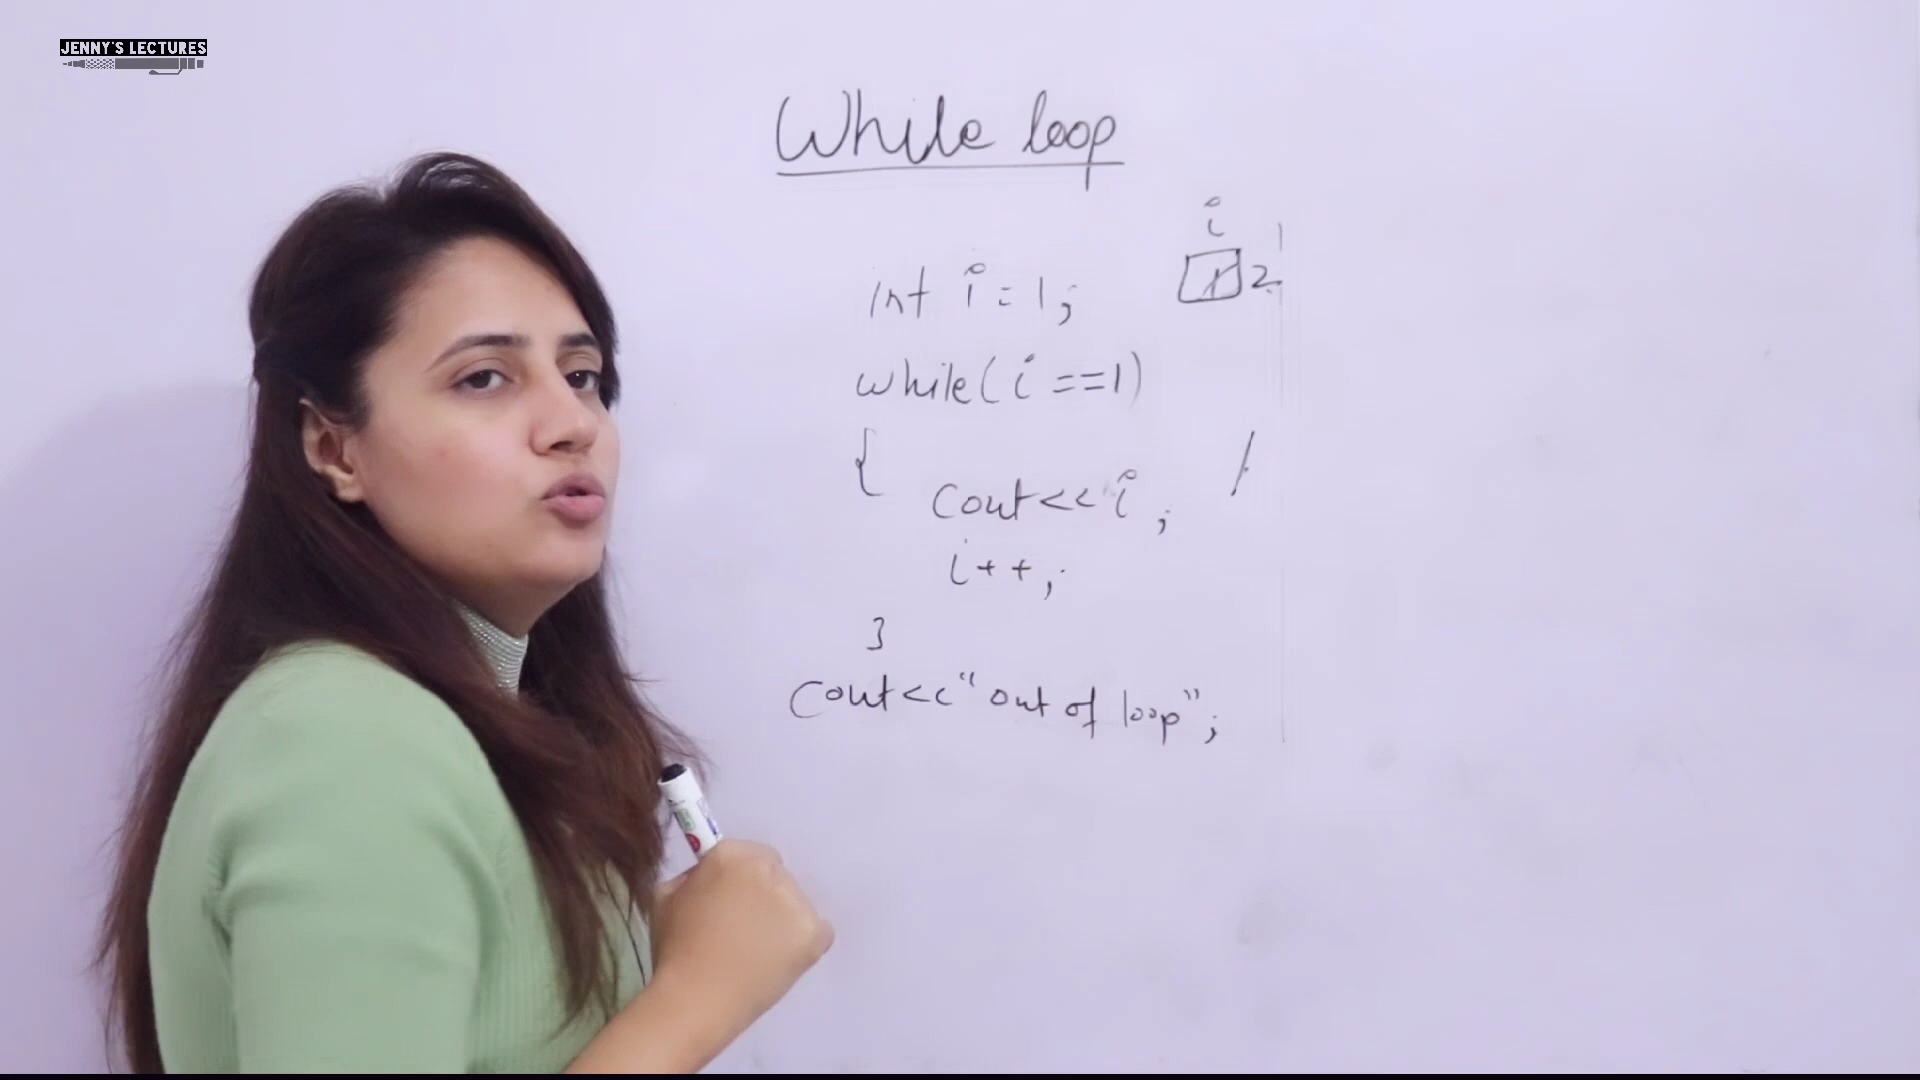 JENNY'S LECTURES
While loop
i
1 2
int i = 1;
while(i ==1)
{
cout<<i ;
i++;
}
cout<<"out of loop";